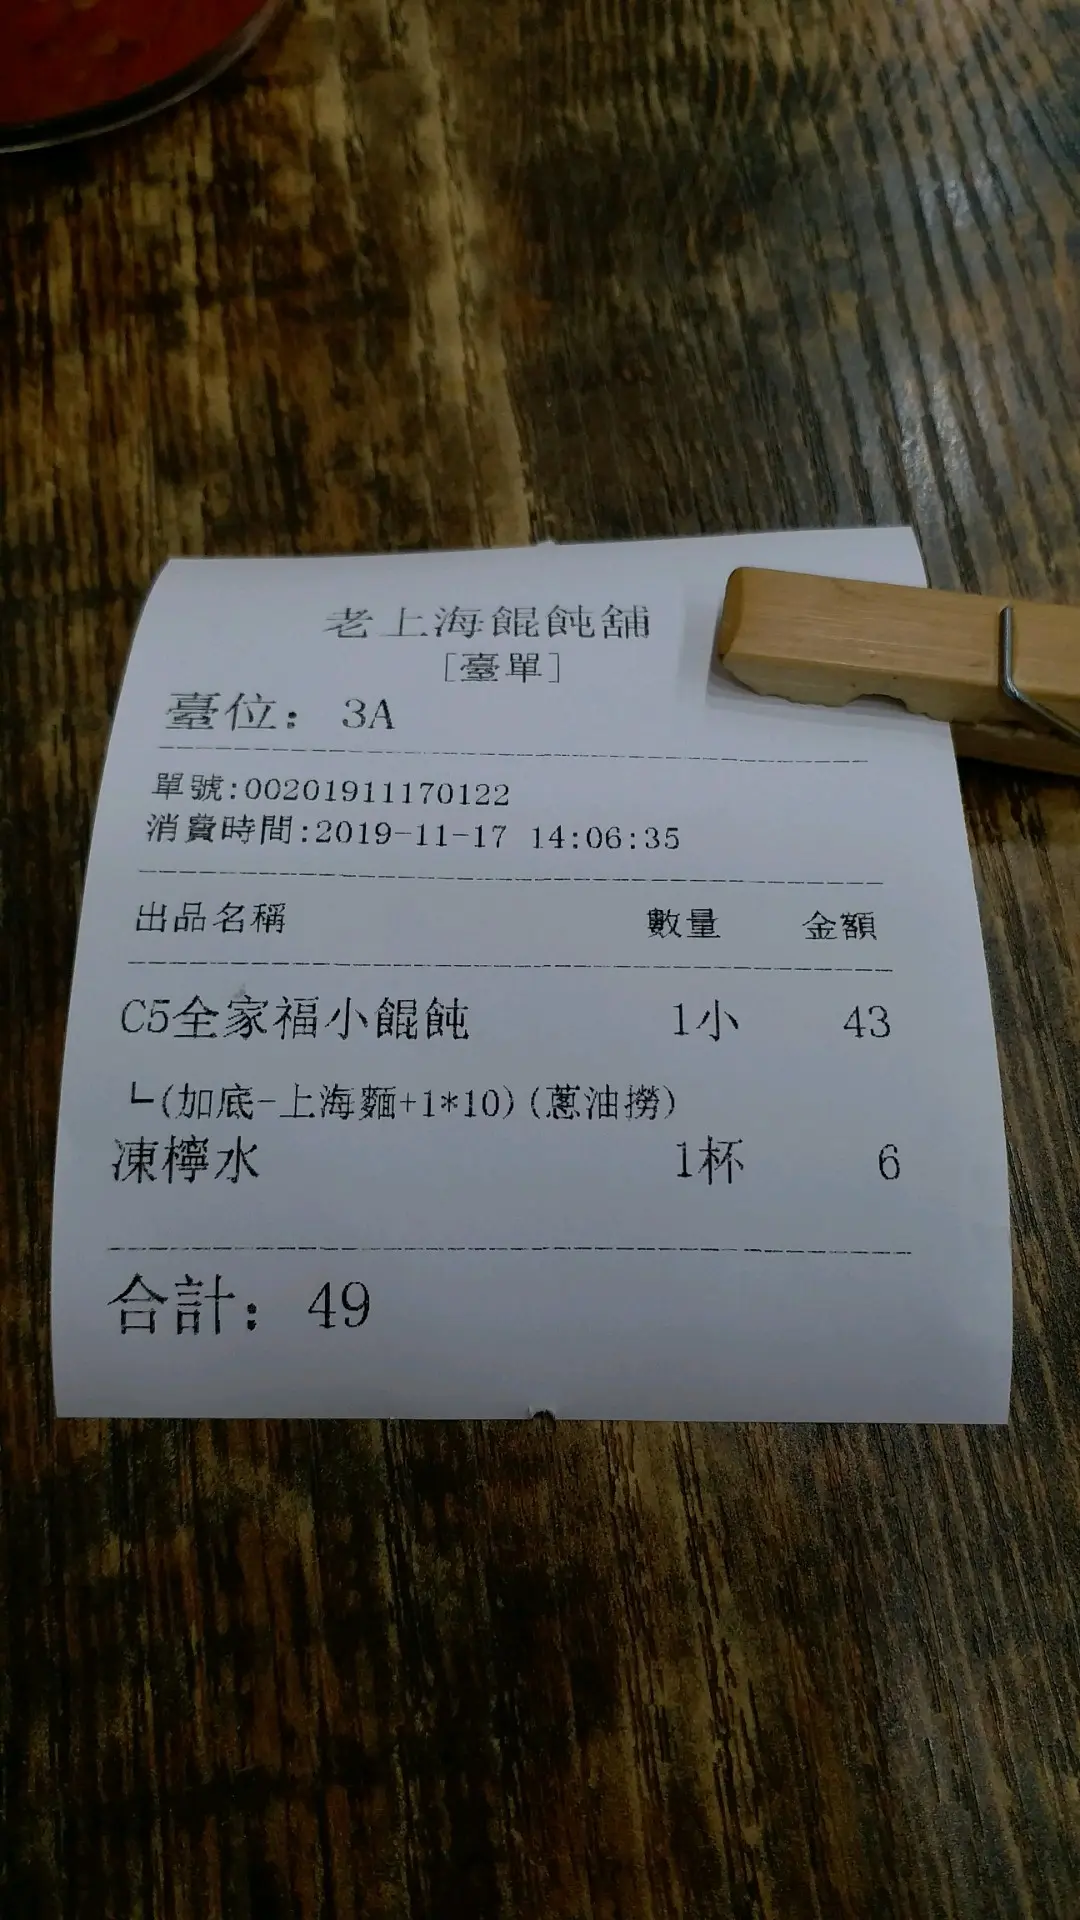 老上海餛飩舖
[臺單]
臺位: 3A
單號:00201911170122
消費時間:2019-11-17 14:06:35
出品名稱 數量 金額
C5全家福小餛飩 1小 43
┗(加底-上海麵+1*10)(蔥油撈)
凍檸水 1杯 6
合計: 49